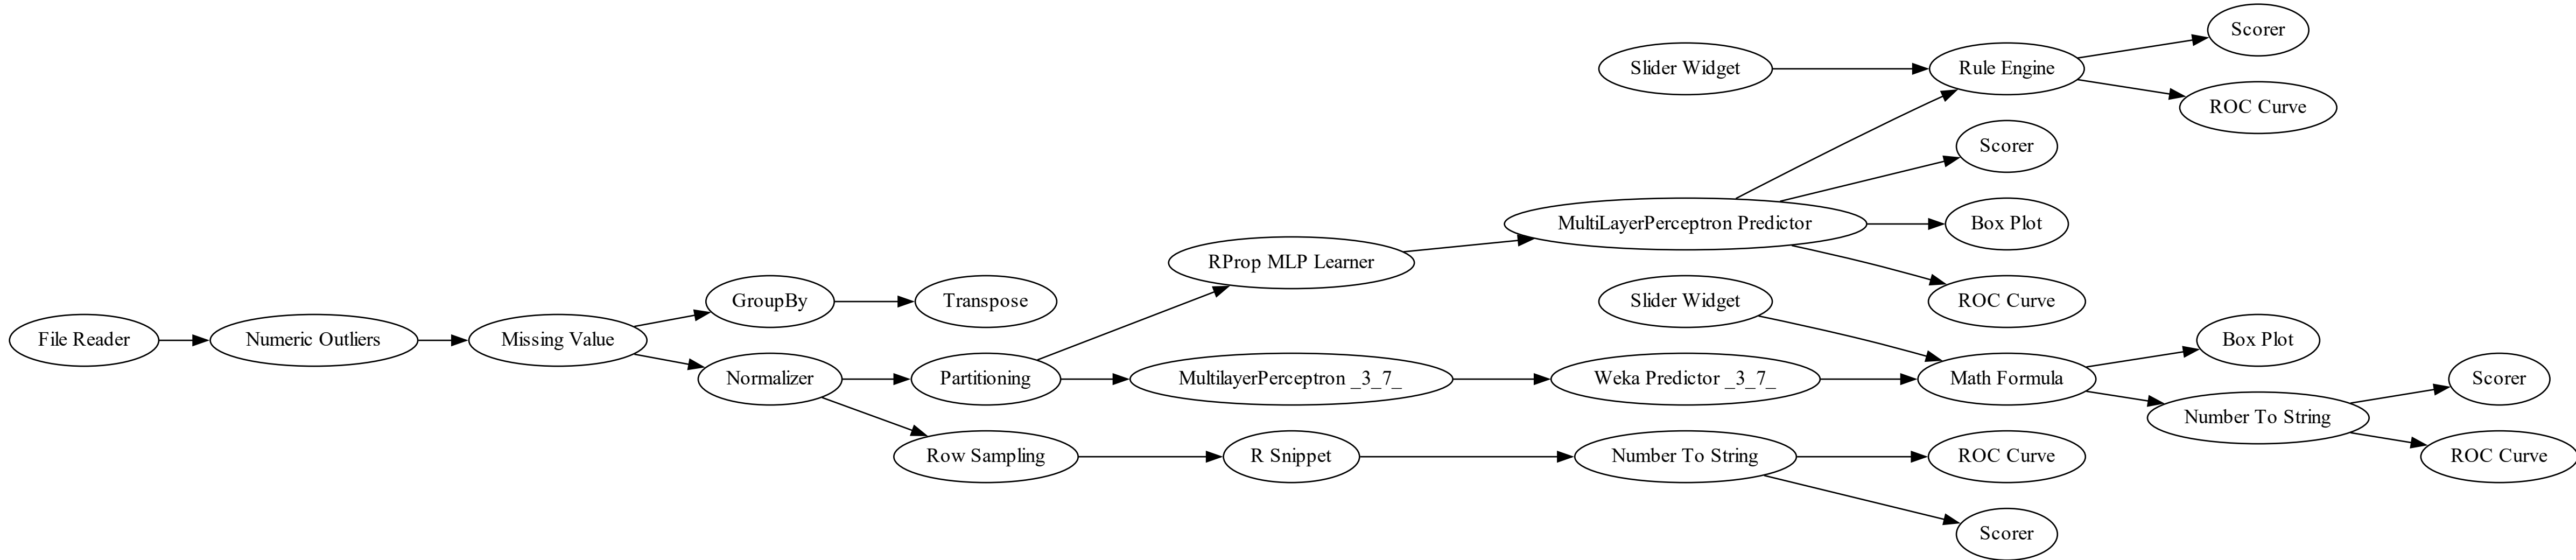 Scorer
Slider Widget
Rule Engine
ROC Curve
Scorer
MultiLayerPerceptron Predictor
Box Plot
RProp MLP Learner
GroupBy
Transpose
Slider Widget
ROC Curve
File Reader
Numeric Outliers
Missing Value
Box Plot
Normalizer
Partitioning
MultilayerPerceptron _3_7_
Weka Predictor _3_7_
Math Formula
Scorer
Number To String
Row Sampling
R Snippet
Number To String
ROC Curve
ROC Curve
Scorer